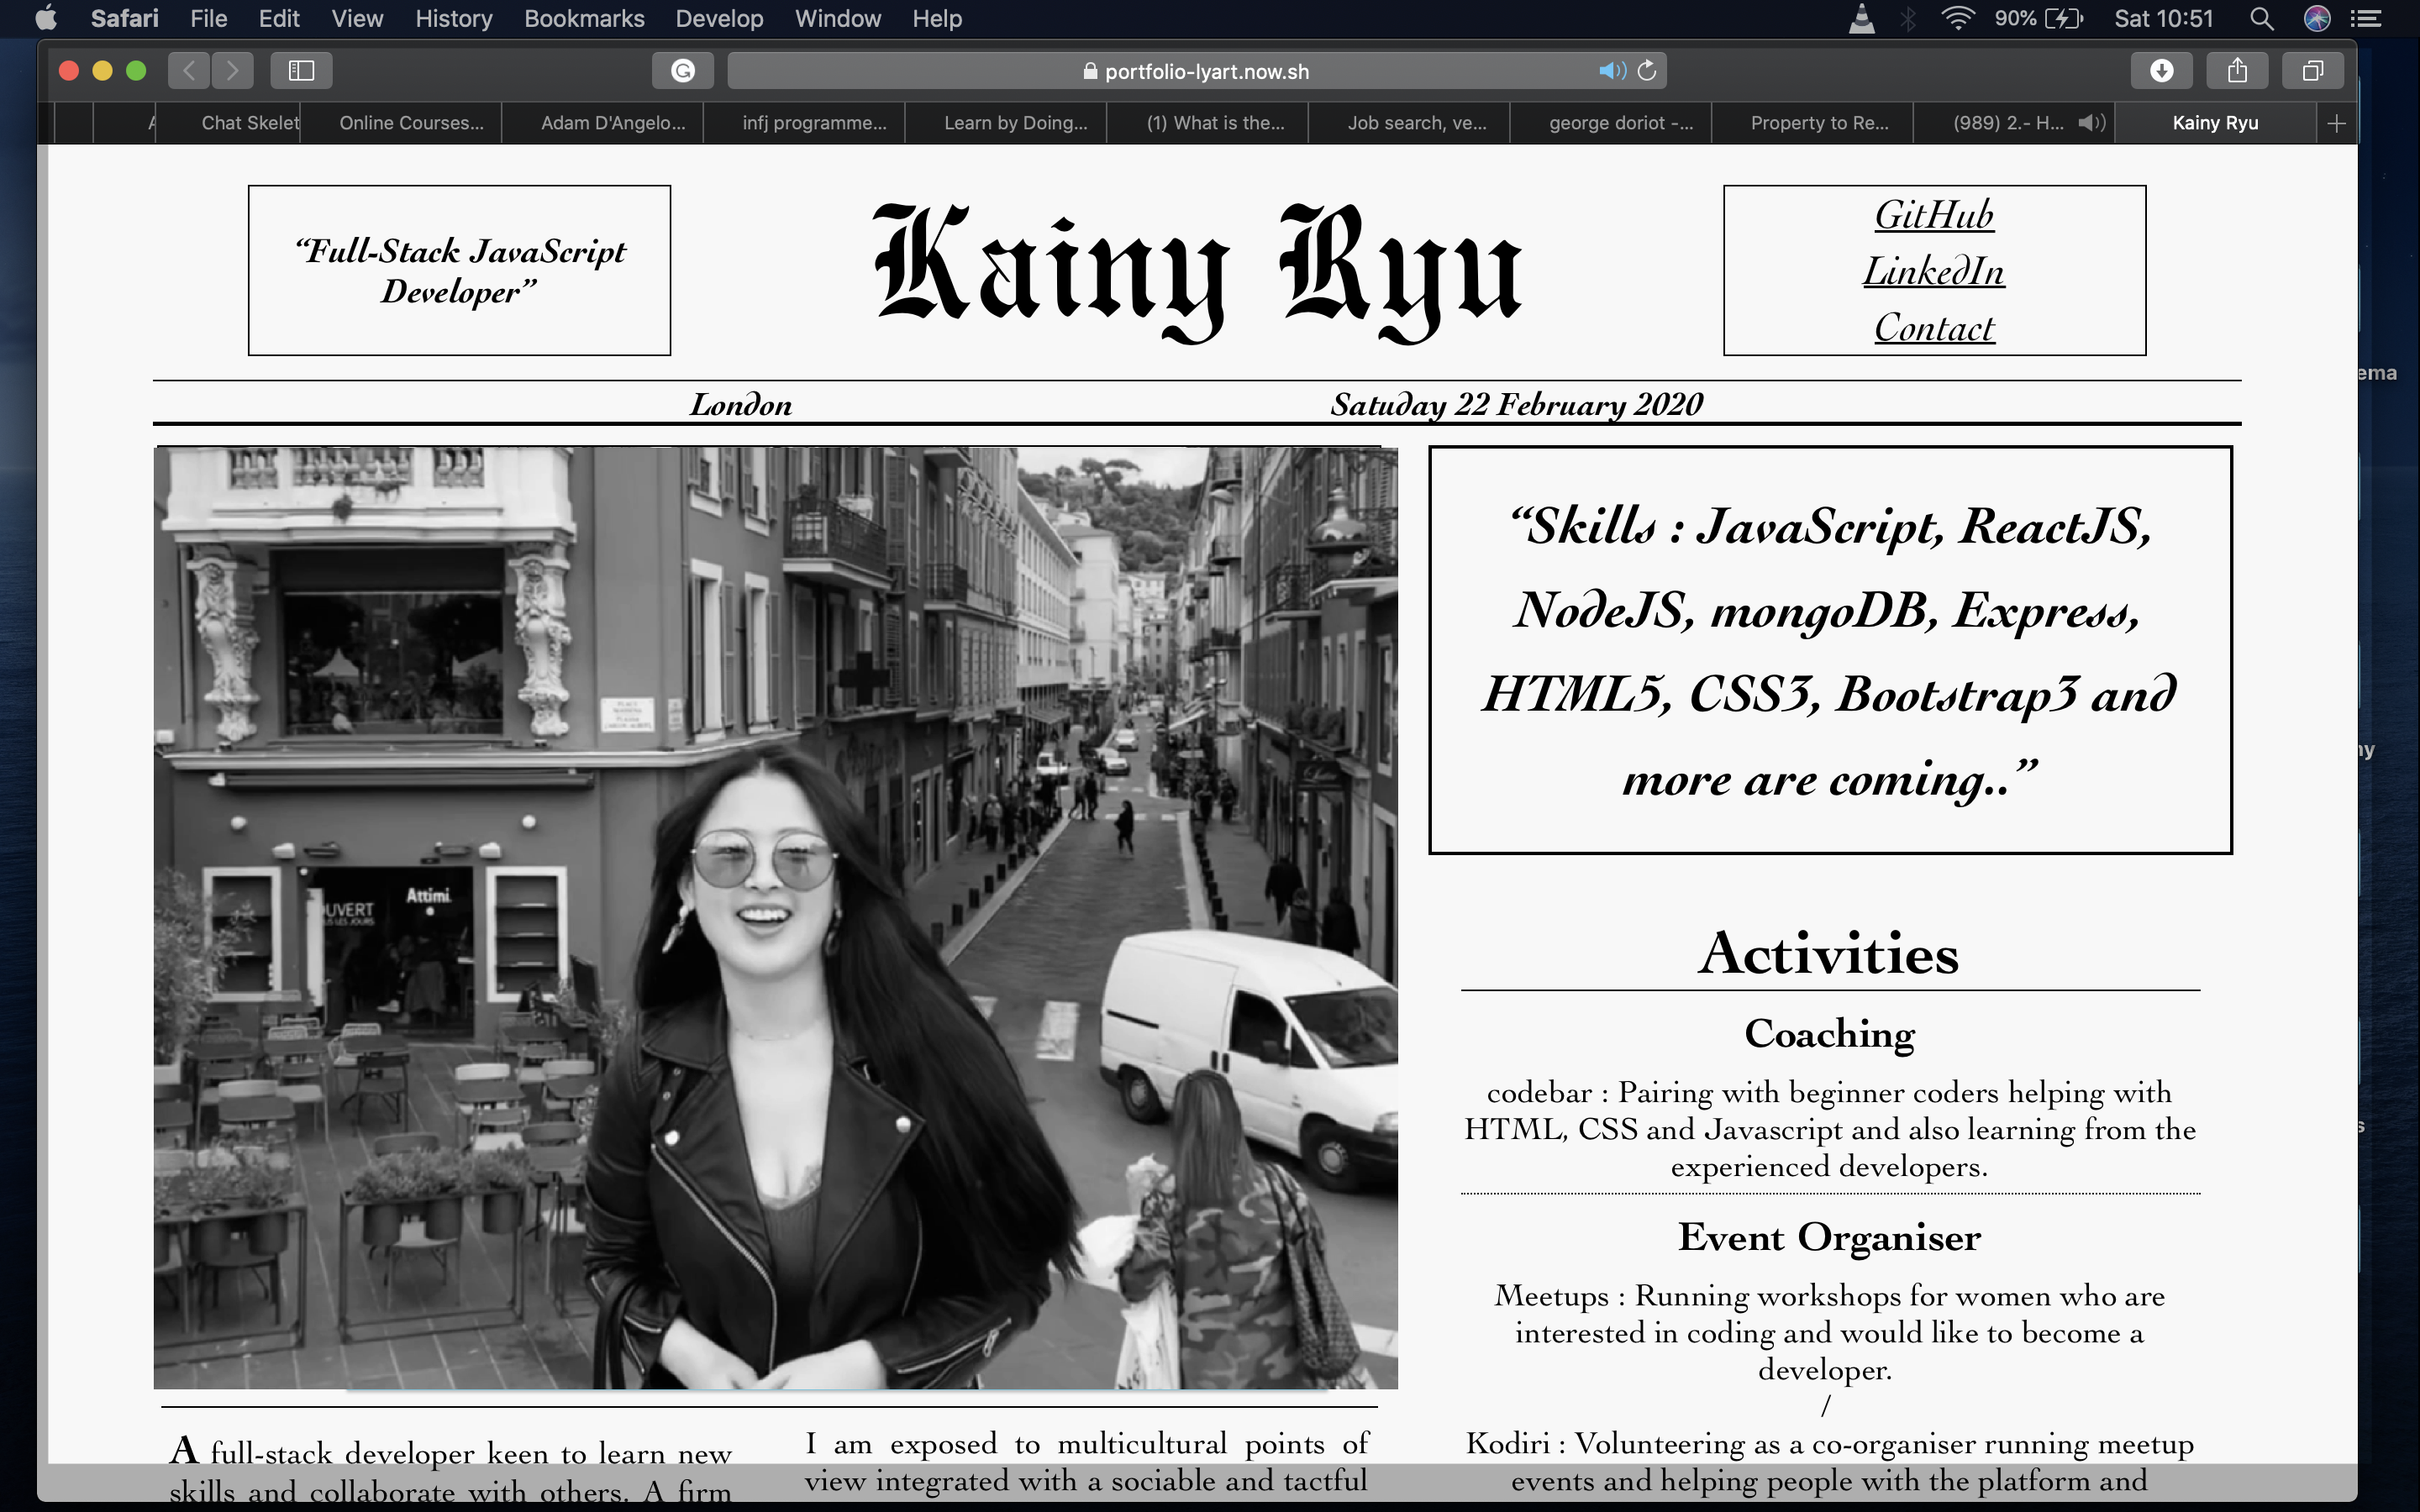 Safari File Edit View History Bookmarks Develop Window Help 90% Sat 10:51
portfolio-lyart.now.sh
Chat Skelet Online Courses... Adam D'Angelo... infj programme... Learn by Doing... (1) What is the... Job search, ve... george doriot -... Property to Re... (989) 2.- H... Kainy Ryu
“Full-Stack JavaScript
Developer”
Kainy Ryu
GitHub
LinkedIn
Contact
London Satuday 22 February 2020
Attimi
OUVERT
“Skills : JavaScript, ReactJS,
NodeJS, mongoDB, Express,
HTML5, CSS3, Bootstrap3 and
more are coming..”
Activities
Coaching
codebar : Pairing with beginner coders helping with
HTML, CSS and Javascript and also learning from the
experienced developers.
Event Organiser
Meetups : Running workshops for women who are
interested in coding and would like to become a
developer.
/
Kodiri : Volunteering as a co-organiser running meetup
events and helping people with the platform and
A full-stack developer keen to learn new
skills and collaborate with others. A firm
I am exposed to multicultural points of
view integrated with a sociable and tactful